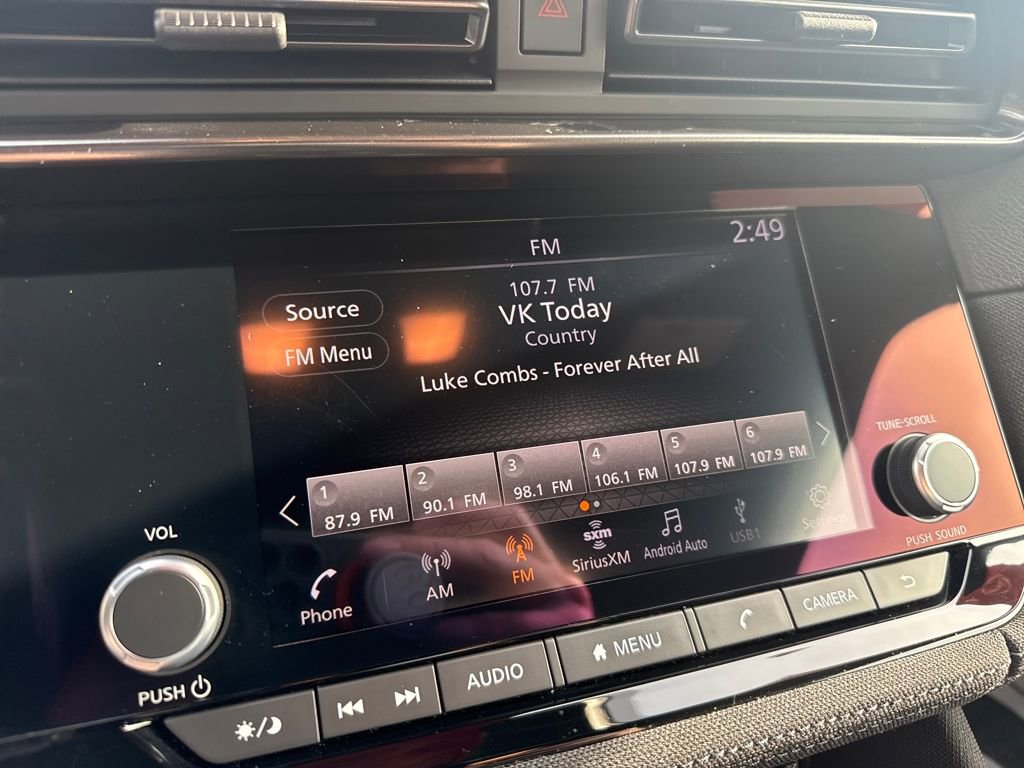 FM
2:49
107.7 FM
VK Today
Country
Luke Combs - Forever After All
Source
FM Menu
1
87.9 FM
2
90.1 FM
3
98.1 FM
4
106.1 FM
5
107.9 FM
6
107.9 FM
Phone
AM
FM
sxm
SiriusXM
Android Auto
USB1
Settings
VOL
PUSH
TUNE·SCROLL
PUSH SOUND
AUDIO
MENU
CAMERA